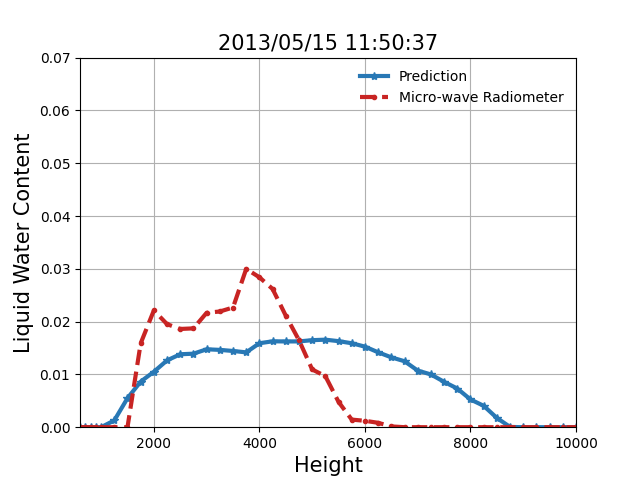 2013/05/15 11:50:37
Prediction
Micro-wave Radiometer
Liquid Water Content
0.07
0.06
0.05
0.04
0.03
0.02
0.01
0.00
2000 4000 6000 8000 10000
Height